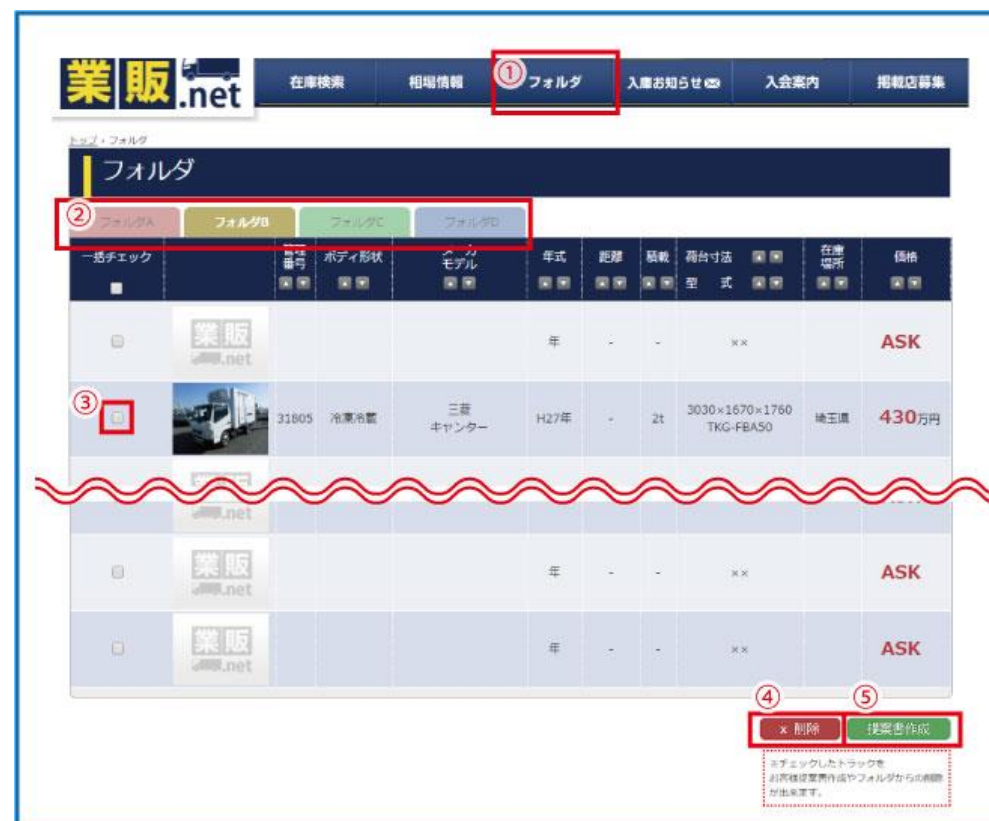 業販.net
在庫検索 相場情報 ① フォルダ 入庫お知らせ 入会案内 掲載店募集
トップ › フォルダ
フォルダ
② フォルダA フォルダB フォルダC フォルダD
一括チェック 管理番号 ボディ形状 メーカー モデル 年式 距離 積載 荷台寸法 型 式 在庫場所 価格
業販.net 年 - - ×× ASK
③ 31805 冷凍冷蔵 三菱 キャンター H27年 - 2t 3030×1670×1760 TKG-FBA50 埼玉県 430万円
.net
業販.net 年 - - ×× ASK
業販.net 年 - - ×× ASK
④ ⑤
x 削除 提案書作成
※チェックしたトラックを
お客様提案書作成やフォルダからの削除
が出来ます。